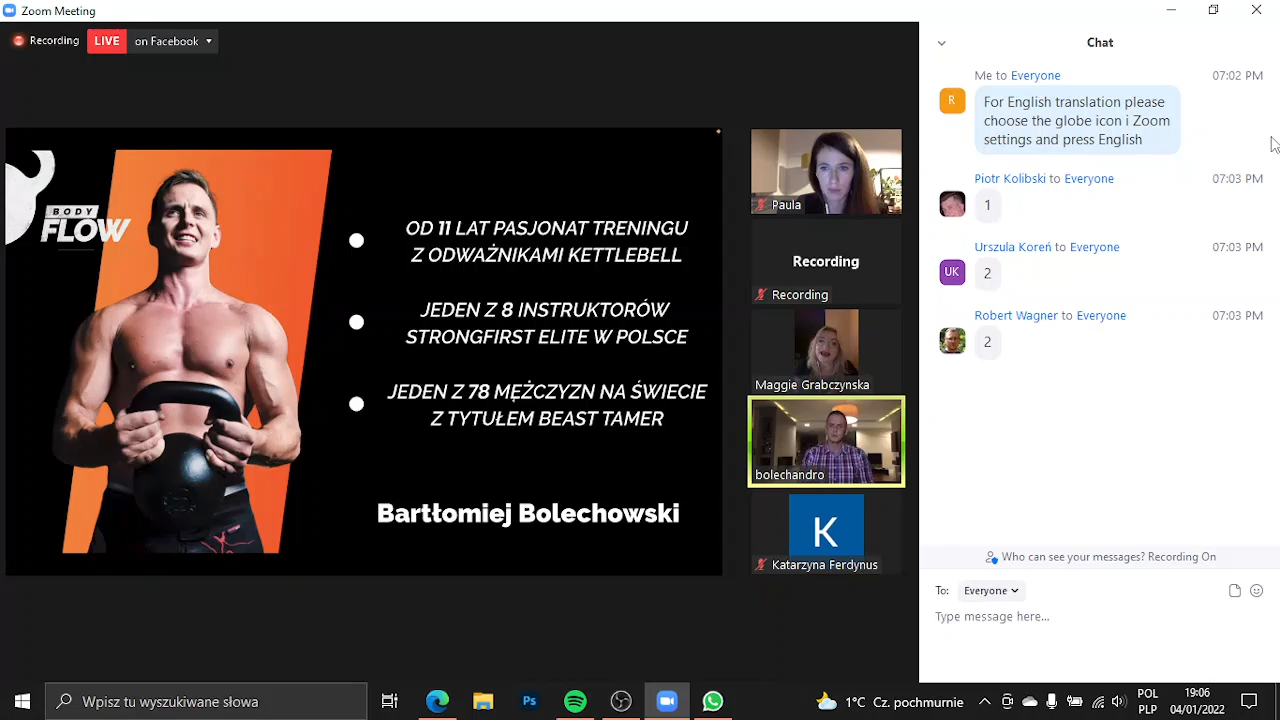 Zoom Meeting
Recording
LIVE
on Facebook
BODY
FLOW
OD 11 LAT PASJONAT TRENINGU
Z ODWAŻNIKAMI KETTLEBELL
JEDEN Z 8 INSTRUKTORÓW
STRONGFIRST ELITE W POLSCE
JEDEN Z 78 MĘŻCZYZN NA ŚWIECIE
Z TYTUŁEM BEAST TAMER
Bartłomiej Bolechowski
Paula
Recording
Recording
Maggie Grabczynska
bolechandro
K
Katarzyna Ferdynus
Chat
Me to Everyone 07:02 PM
R
For English translation please
choose the globe icon i Zoom
settings and press English
Piotr Kolibski to Everyone 07:03 PM
1
Urszula Koreń to Everyone 07:03 PM
UK
2
Robert Wagner to Everyone 07:03 PM
2
Who can see your messages? Recording On
To: Everyone
Type message here...
Wpisz tu wyszukiwane słowa
Ps
1°C Cz. pochmurnie
POL
PLP
19:06
04/01/2022